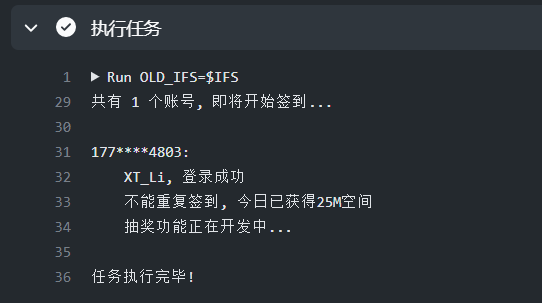 执行任务
1 Run OLD_IFS=$IFS
29 共有 1 个账号, 即将开始签到...
30
31 177****4803:
32 XT_Li, 登录成功
33 不能重复签到, 今日已获得25M空间
34 抽奖功能正在开发中...
35
36 任务执行完毕!